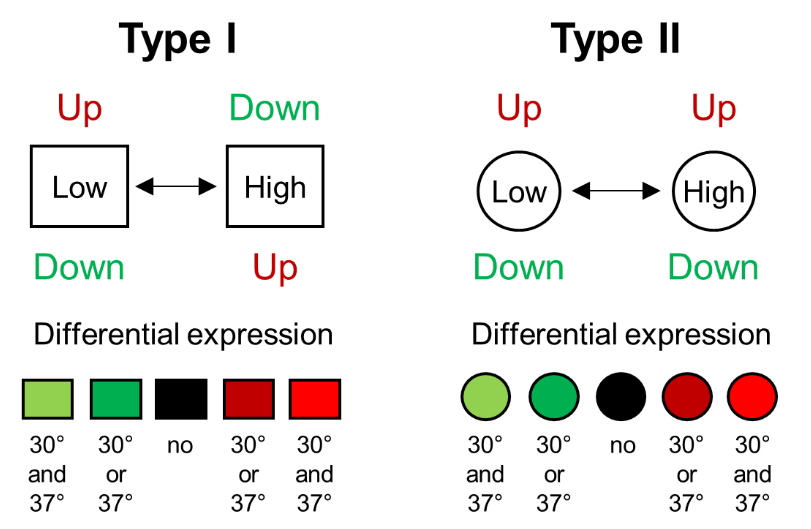 Type I
Type II
Up
Down
Up
Up
Low
High
Low
High
Down
Up
Down
Down
Differential expression
Differential expression
30° and 37°
30° or 37°
no
30° or 37°
30° and 37°
30° and 37°
30° or 37°
no
30° or 37°
30° and 37°